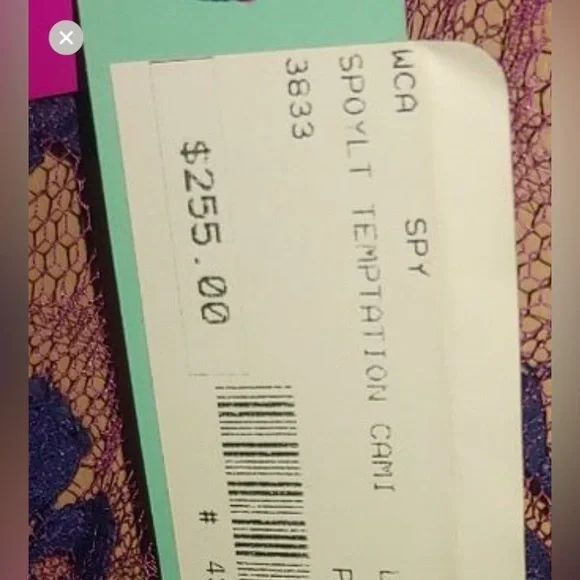 WCA SPY
SPOYLT TEMPTATION CAMI
3833
$255.00
#